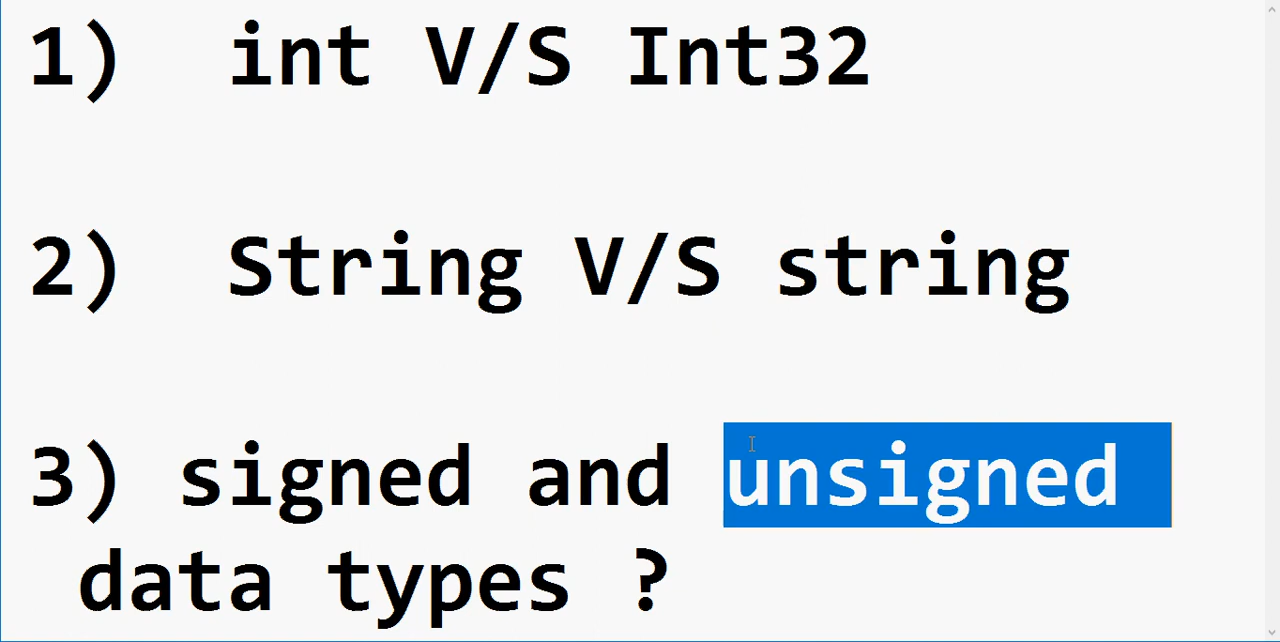 1) int V/S Int32
2) String V/S string
3) signed and unsigned
data types ?